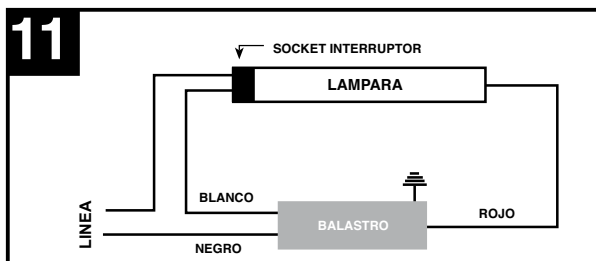 11
SOCKET INTERRUPTOR
LAMPARA
BLANCO
LINEA
BALASTRO
ROJO
NEGRO